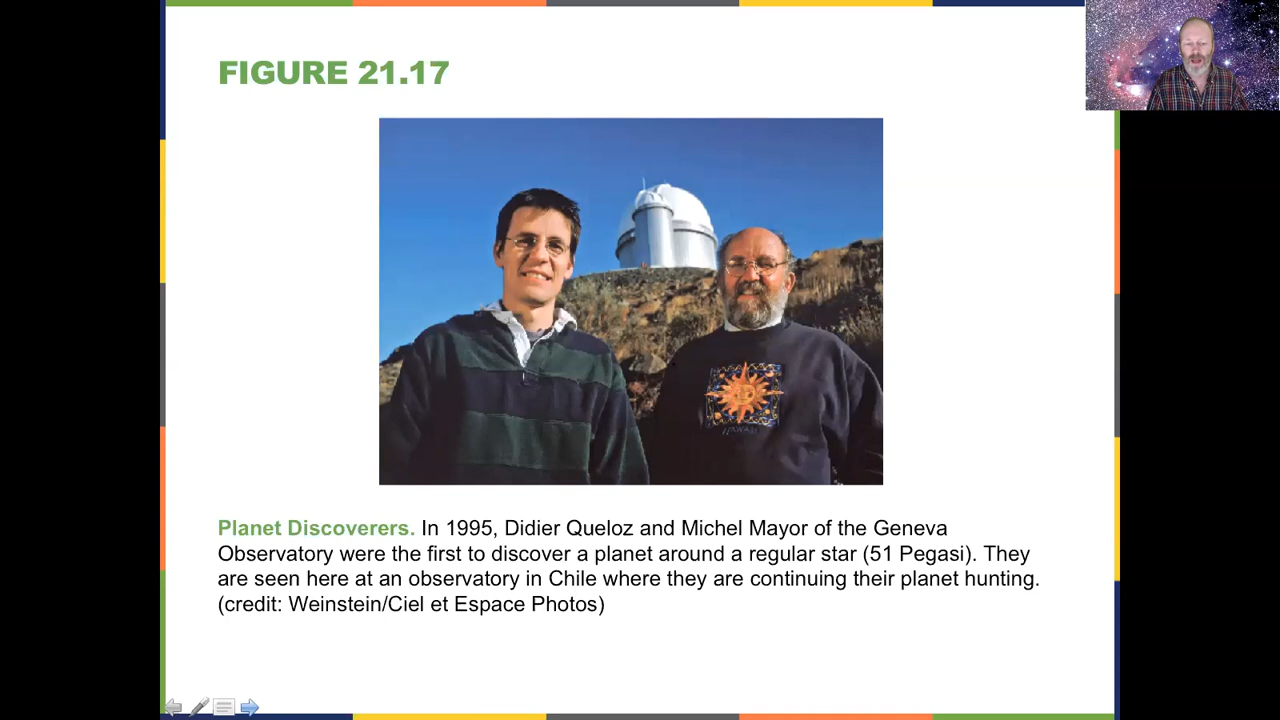 FIGURE 21.17
HAWAII
Planet Discoverers. In 1995, Didier Queloz and Michel Mayor of the Geneva
Observatory were the first to discover a planet around a regular star (51 Pegasi). They
are seen here at an observatory in Chile where they are continuing their planet hunting.
(credit: Weinstein/Ciel et Espace Photos)